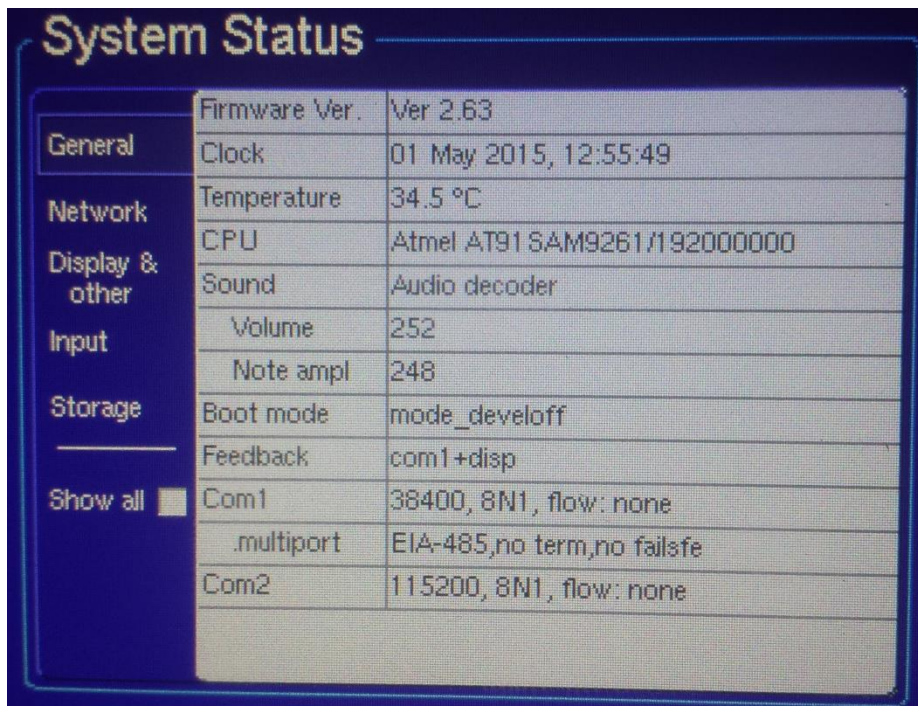 System Status
General
Network
Display &
other
Input
Storage
Show all
Firmware Ver. Ver 2.63
Clock 01 May 2015, 12:55:49
Temperature 34.5 ºC
CPU Atmel AT91SAM9261/192000000
Sound Audio decoder
Volume 252
Note ampl 248
Boot mode mode_develoff
Feedback com1+disp
Com1 38400, 8N1, flow: none
.multiport EIA-485,no term,no failsfe
Com2 115200, 8N1, flow: none